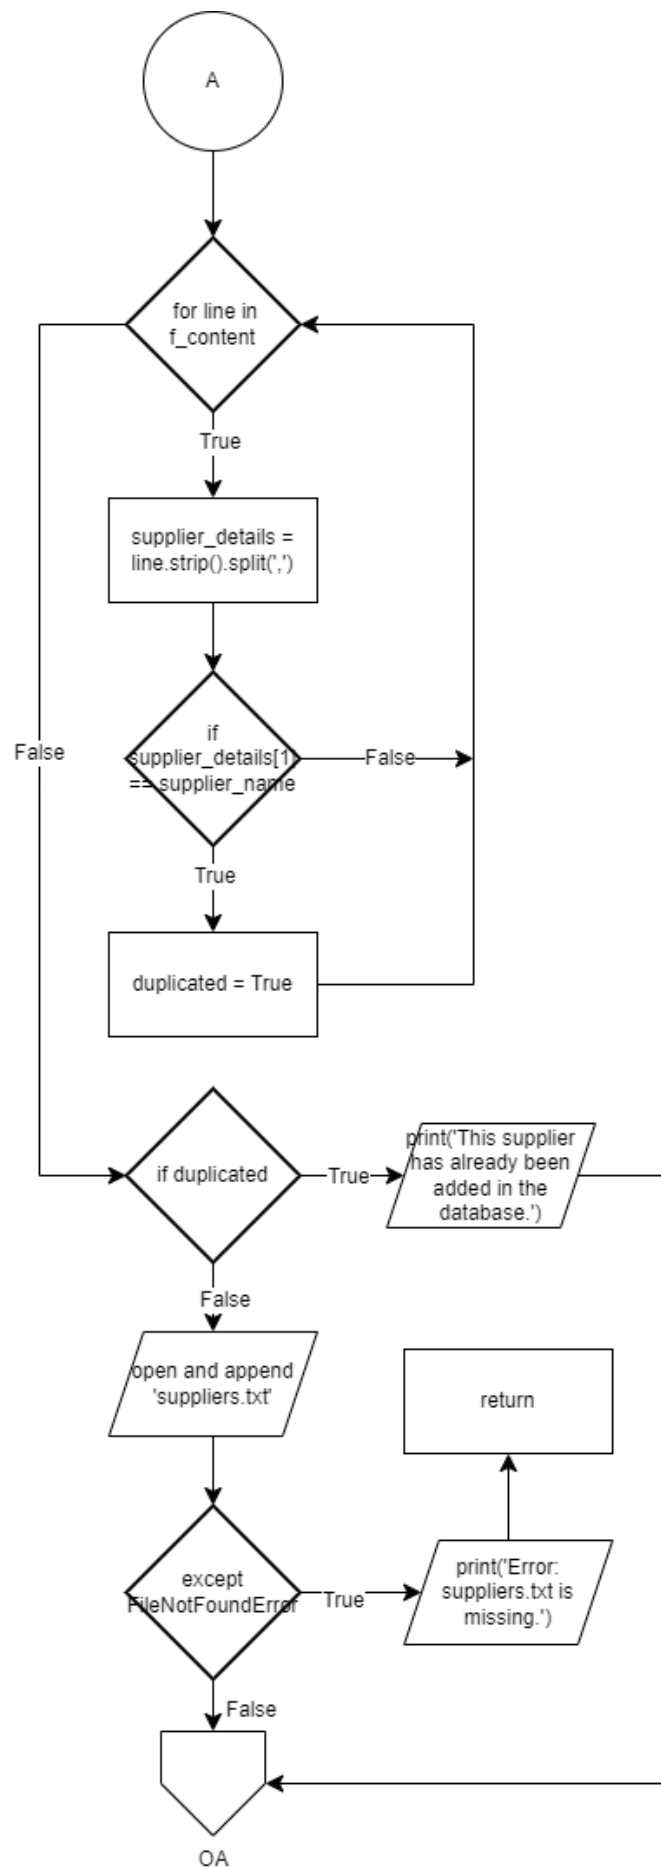 A
for line in
f_content
True
supplier_details =
line.strip().split(',')
if
supplier_details[1]
== supplier_name
False
False
True
duplicated = True
if duplicated
True
print('This supplier
has already been
added in the
database.')
False
open and append
'suppliers.txt'
return
except
FileNotFoundError
True
print('Error:
suppliers.txt is
missing.')
False
OA